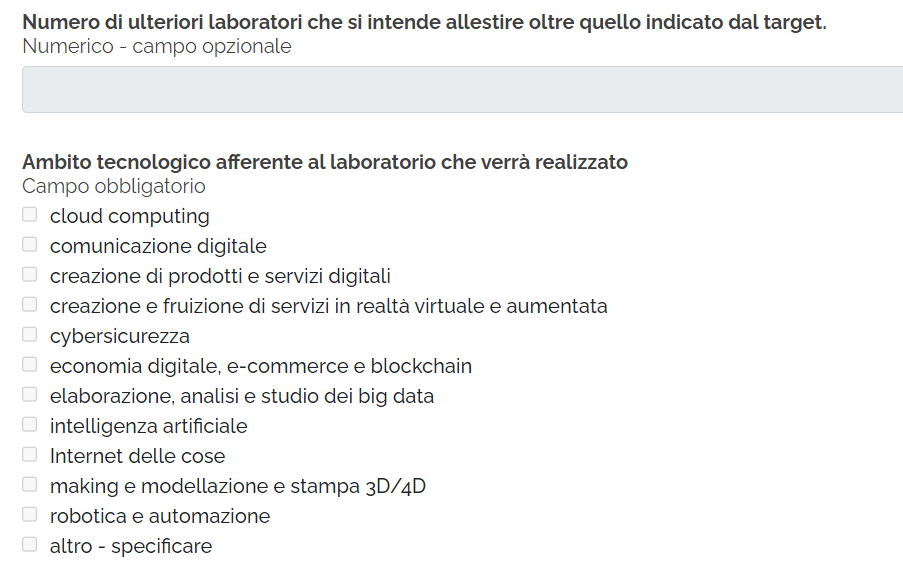 Numero di ulteriori laboratori che si intende allestire oltre quello indicato dal target.
Numerico - campo opzionale
Ambito tecnologico afferente al laboratorio che verrà realizzato
Campo obbligatorio
cloud computing
comunicazione digitale
creazione di prodotti e servizi digitali
creazione e fruizione di servizi in realtà virtuale e aumentata
cybersicurezza
economia digitale, e-commerce e blockchain
elaborazione, analisi e studio dei big data
intelligenza artificiale
Internet delle cose
making e modellazione e stampa 3D/4D
robotica e automazione
altro - specificare